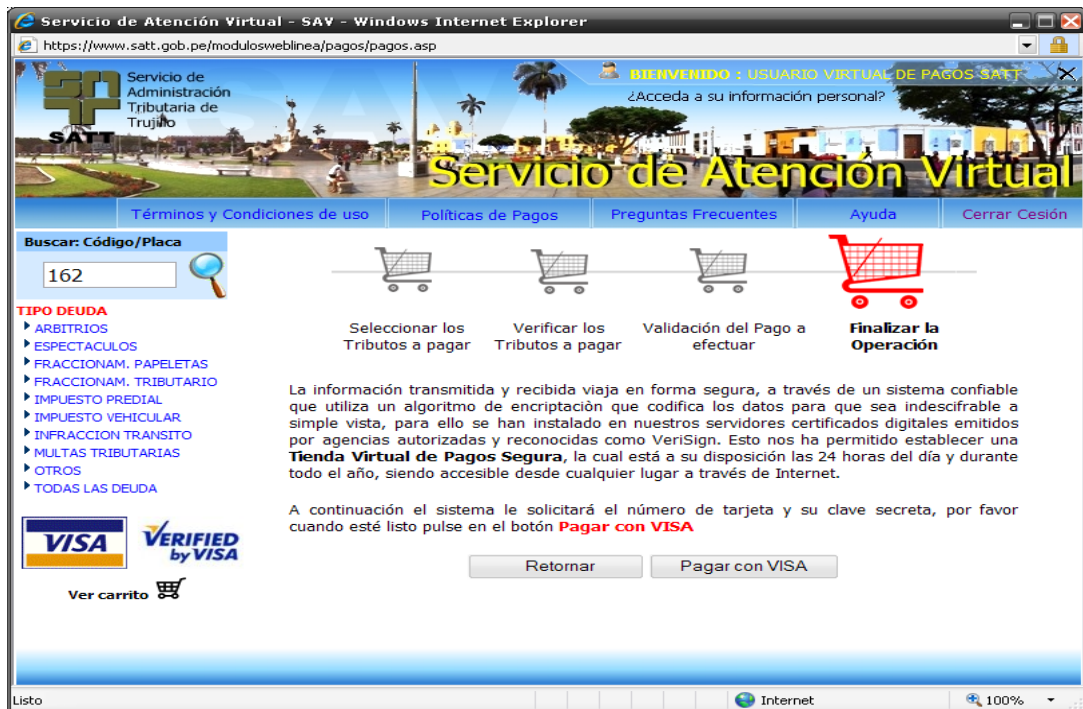 Servicio de Atención Virtual - SAV - Windows Internet Explorer
https://www.satt.gob.pe/modulosweblinea/pagos/pagos.asp
SATT
Servicio de
Administración
Tributaria de
Trujillo
SAV
BIENVENIDO : USUARIO VIRTUAL DE PAGOS SATT
¿Acceda a su información personal?
Servicio de Atención Virtual
Términos y Condiciones de uso
Políticas de Pagos
Preguntas Frecuentes
Ayuda
Cerrar Cesión
Buscar: Código/Placa
162
TIPO DEUDA
ARBITRIOS
ESPECTACULOS
FRACCIONAM. PAPELETAS
FRACCIONAM. TRIBUTARIO
IMPUESTO PREDIAL
IMPUESTO VEHICULAR
INFRACCION TRANSITO
MULTAS TRIBUTARIAS
OTROS
TODAS LAS DEUDA
VISA
VERIFIED
by VISA
Ver carrito
Seleccionar los
Tributos a pagar
Verificar los
Tributos a pagar
Validación del Pago a
efectuar
Finalizar la
Operación
La información transmitida y recibida viaja en forma segura, a través de un sistema confiable
que utiliza un algoritmo de encriptaciòn que codifica los datos para que sea indescifrable a
simple vista, para ello se han instalado en nuestros servidores certificados digitales emitidos
por agencias autorizadas y reconocidas como VeriSign. Esto nos ha permitido establecer una
Tienda Virtual de Pagos Segura, la cual está a su disposición las 24 horas del día y durante
todo el año, siendo accesible desde cualquier lugar a través de Internet.
A continuación el sistema le solicitará el número de tarjeta y su clave secreta, por favor
cuando esté listo pulse en el botón Pagar con VISA
Retornar
Pagar con VISA
Listo
Internet
100%